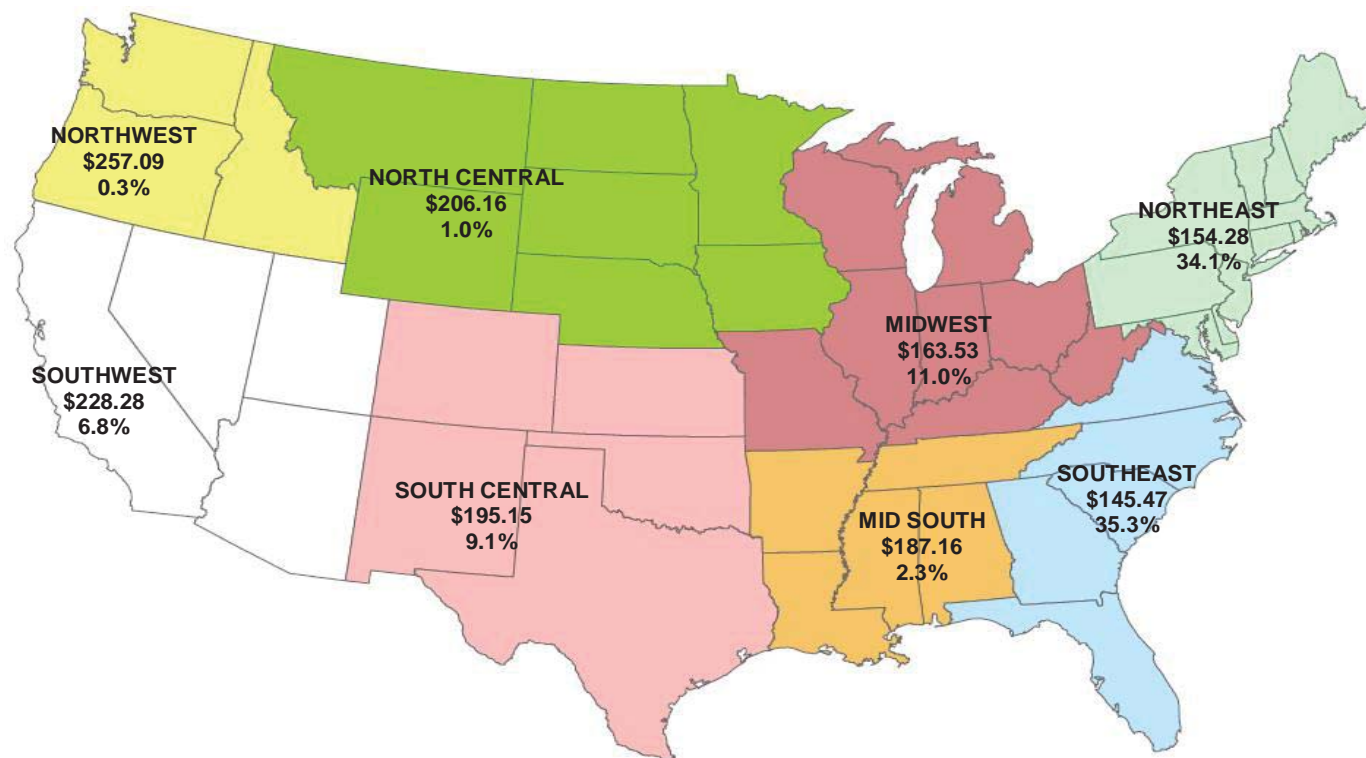 NORTHWEST
$257.09
0.3%
NORTH CENTRAL
$206.16
1.0%
NORTHEAST
$154.28
34.1%
MIDWEST
$163.53
11.0%
SOUTHWEST
$228.28
6.8%
SOUTH CENTRAL
$195.15
9.1%
MID SOUTH
$187.16
2.3%
SOUTHEAST
$145.47
35.3%